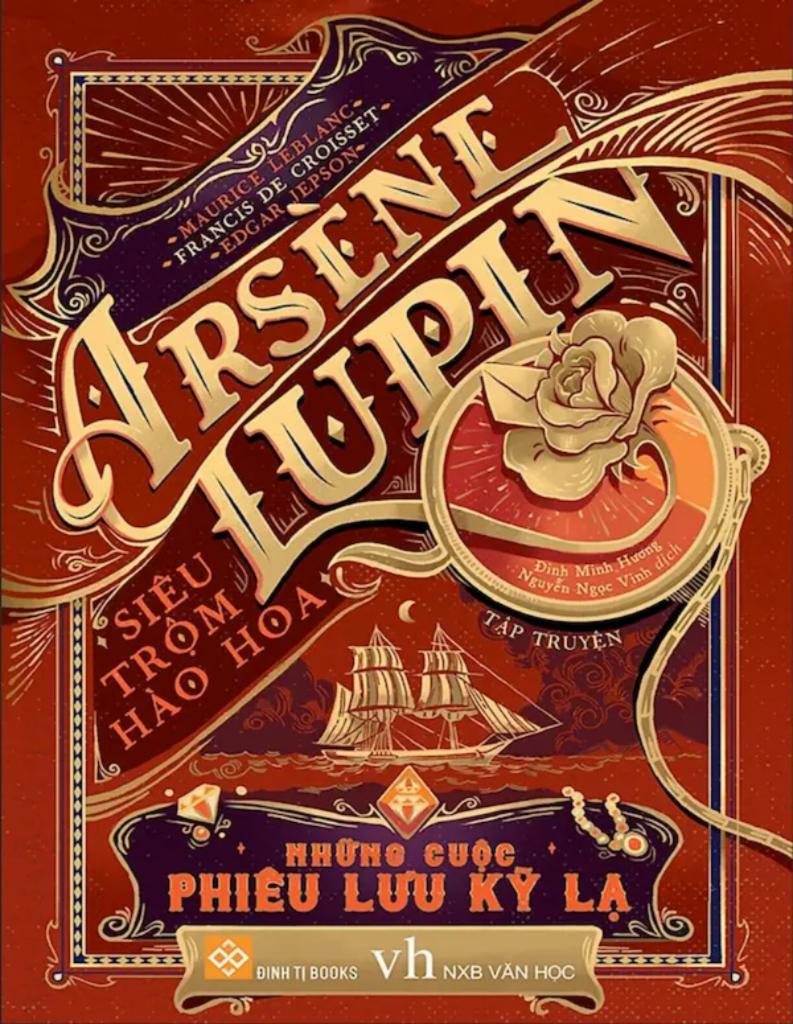 MAURICE LEBLANC
FRANCIS DE CROISSET
EDGAR JEPSON
ARSÈNE
LUPIN
SIÊU
TRỘM
HÀO HOA
Đinh Minh Hương
Nguyễn Ngọc Vinh dịch
TẬP TRUYỆN
NHỮNG CUỘC
PHIÊU LƯU KỲ LẠ
ĐINH TỊ BOOKS vh NXB VĂN HỌC